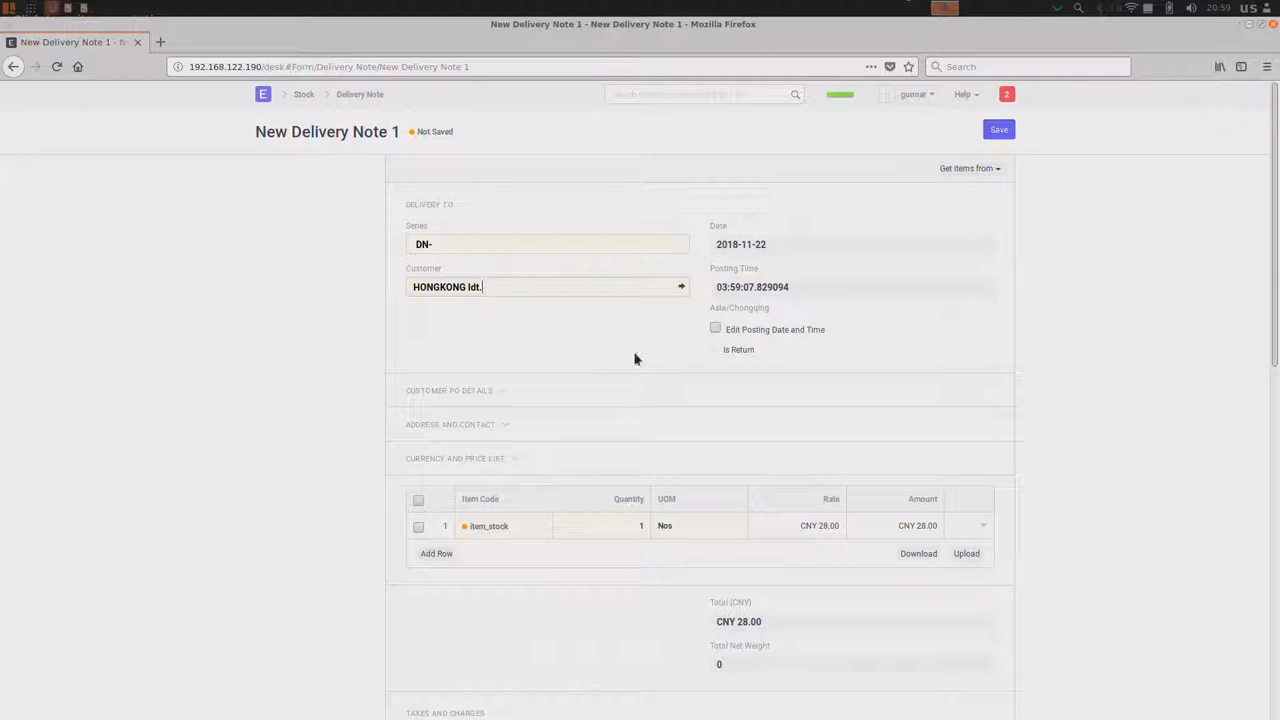 20:59
us
New Delivery Note 1 - New Delivery Note 1 - Mozilla Firefox
New Delivery Note 1 - N
192.168.122.190/desk#Form/Delivery Note/New Delivery Note 1
Search
E
Stock
Delivery Note
gunnar
Help
2
New Delivery Note 1
Not Saved
Save
Get items from
DELIVERY TO
Series
Date
DN-
2018-11-22
Customer
Posting Time
HONGKONG ldt.
03:59:07.829094
Asia/Chongqing
Edit Posting Date and Time
Is Return
CUSTOMER PO DETAILS
ADDRESS AND CONTACT
CURRENCY AND PRICE LIST
Item Code
Quantity
UOM
Rate
Amount
1
item_stock
1
Nos
CNY 28.00
CNY 28.00
Add Row
Download
Upload
Total (CNY)
CNY 28.00
Total Net Weight
0
TAXES AND CHARGES